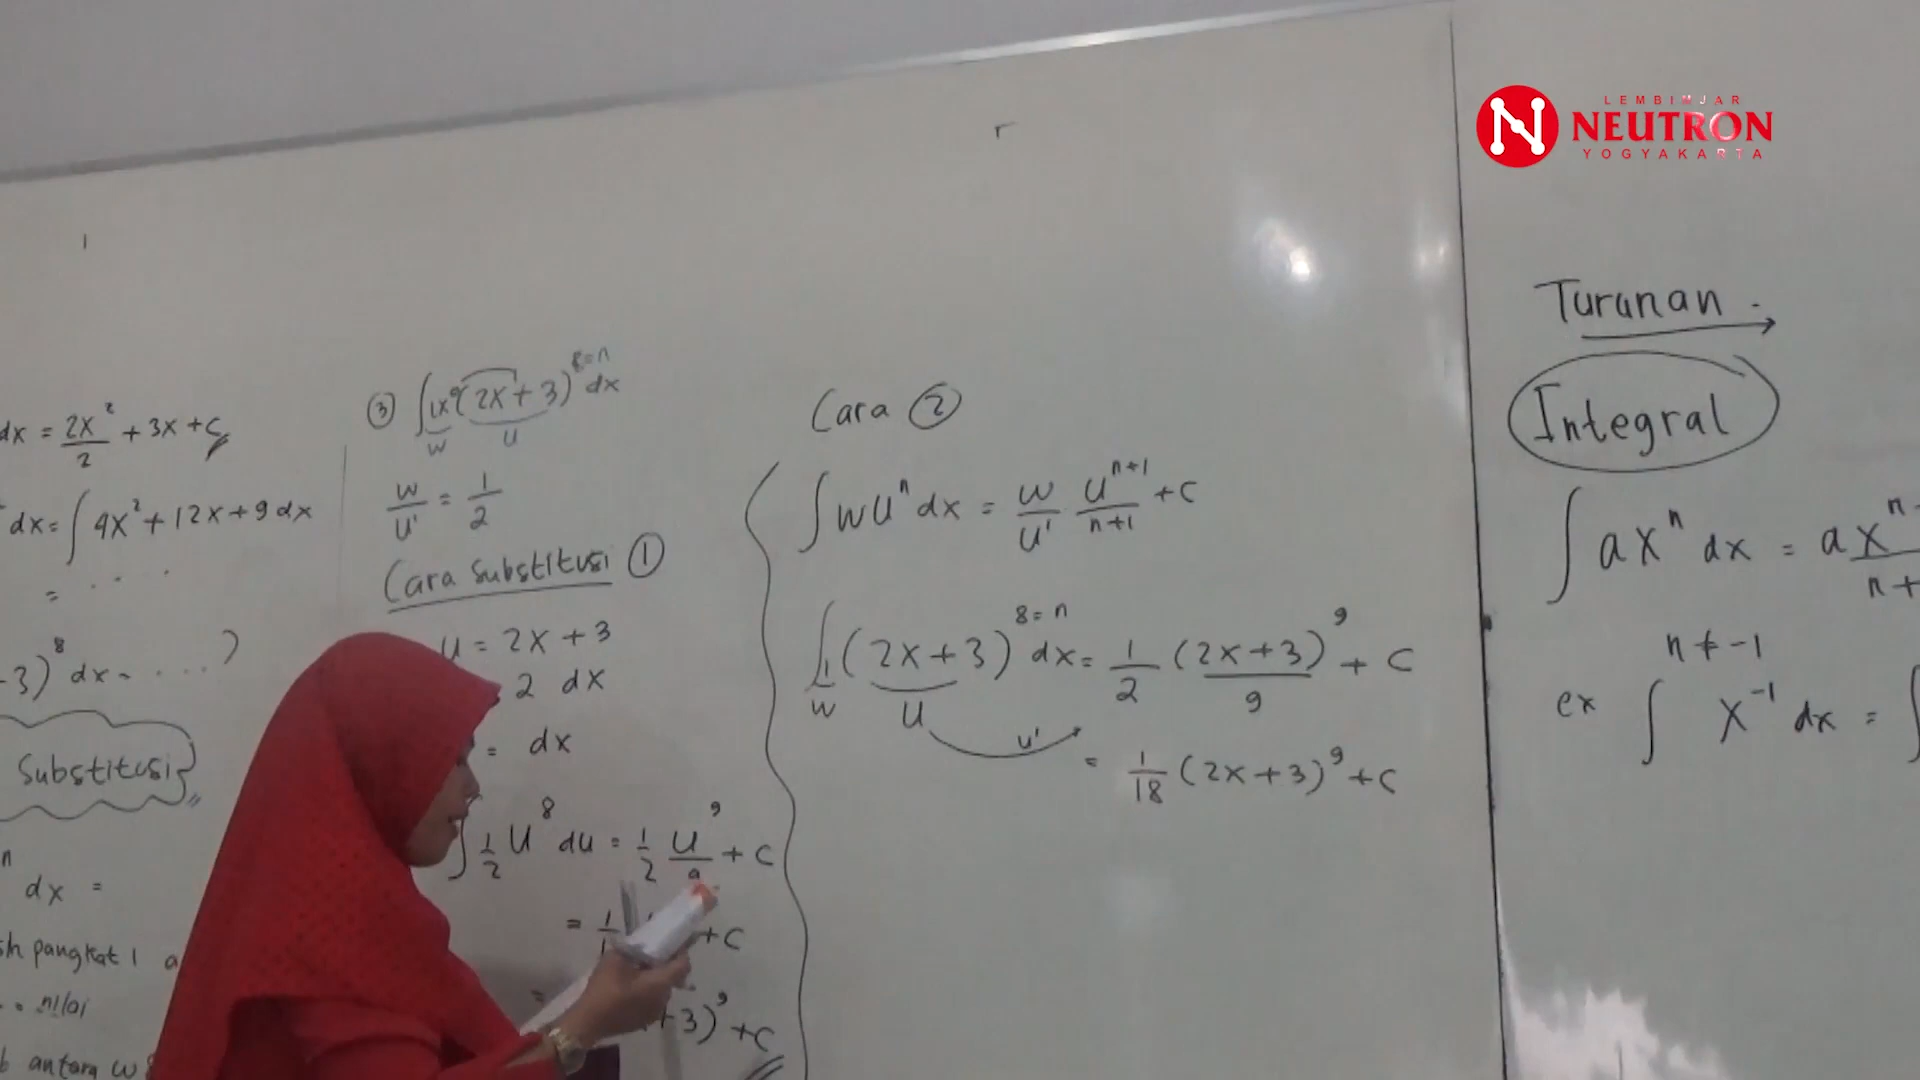 LEMBIMJAR
NEUTRON
YOGYAKARTA
dx = 2x²/2 + 3x + C
dx = ∫ 4x² + 12x + 9 dx
= . . . .
-3)⁸ dx = . . . . ?
Substitusi
n
dx =
pangkat 1 a
= nilai
antara w
③ ∫ 1x⁰(2x + 3)⁸⁼ⁿ dx
w u
w/u' = 1/2
Cara Substitusi ①
u = 2x + 3
2 dx
= dx
∫ 1/2 u⁸ du = 1/2 u⁹/9 + C
= + C
= +3)⁹ + C
Cara ②
∫ w uⁿ dx = w/u' uⁿ⁺¹/n+1 + C
∫ 1 (2x + 3)⁸⁼ⁿ dx = 1/2 (2x + 3)⁹/9 + C
w u u'
= 1/18 (2x + 3)⁹ + C
Turunan
Integral
∫ axⁿ dx = a xⁿ/n+
n ≠ -1
ex ∫ x⁻¹ dx = ∫